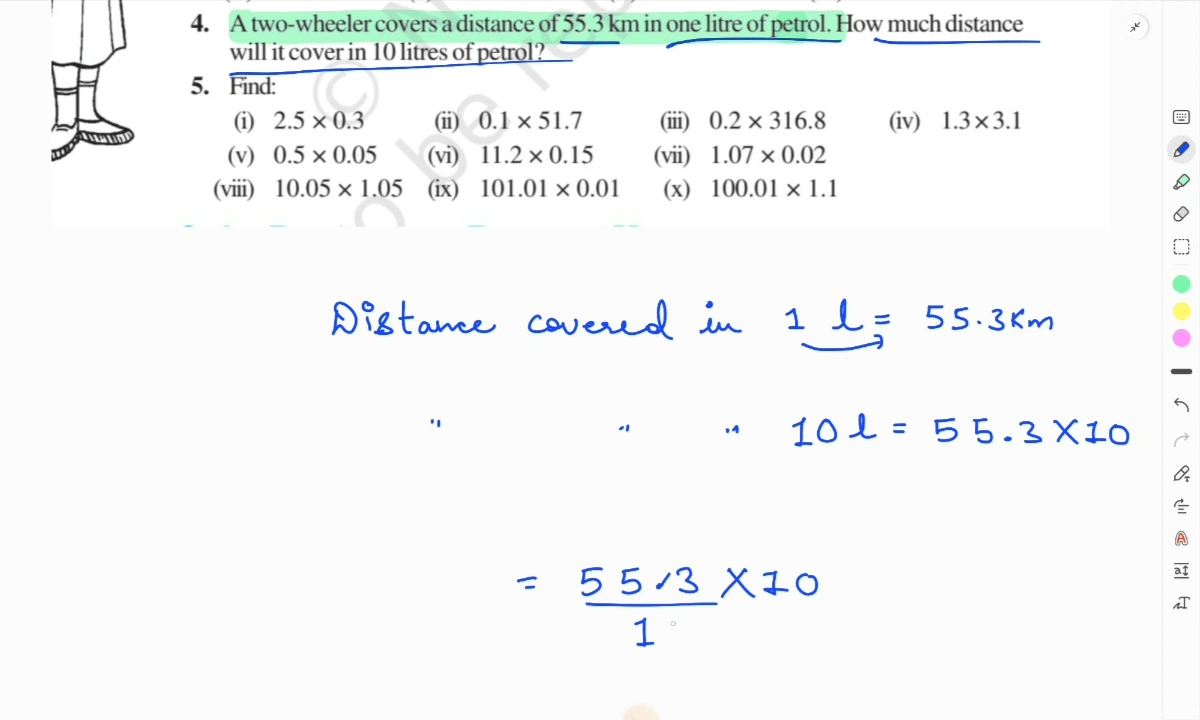 4. A two-wheeler covers a distance of 55.3 km in one litre of petrol. How much distance
will it cover in 10 litres of petrol?
5. Find:
(i) 2.5 × 0.3 (ii) 0.1 × 51.7 (iii) 0.2 × 316.8 (iv) 1.3 × 3.1
(v) 0.5 × 0.05 (vi) 11.2 × 0.15 (vii) 1.07 × 0.02
(viii) 10.05 × 1.05 (ix) 101.01 × 0.01 (x) 100.01 × 1.1
Distance covered in 1 l = 55.3 Km
" " " 10 l = 55.3 X 10
= 55.3 X 10
1